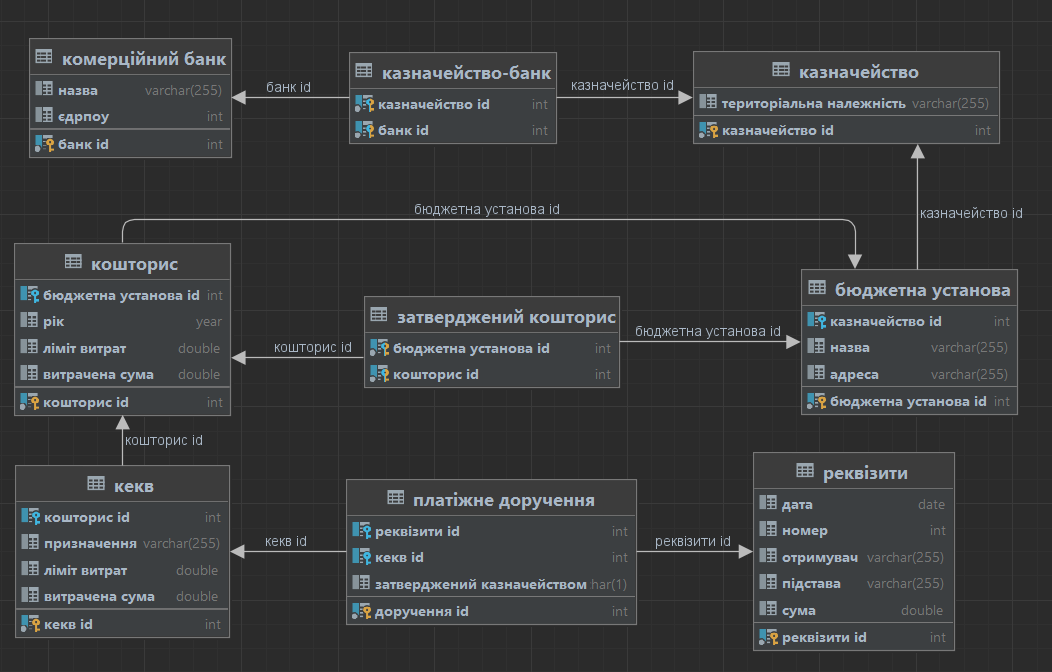 комерційний банк
назва varchar(255)
єдрпоу int
банк id int
банк id
казначейство-банк
казначейство id int
банк id int
казначейство id
казначейство
територіальна належність varchar(255)
казначейство id int
бюджетна установа id
казначейство id
кошторис
бюджетна установа id int
рік year
ліміт витрат double
витрачена сума double
кошторис id int
кошторис id
затверджений кошторис
бюджетна установа id int
кошторис id int
бюджетна установа id
бюджетна установа
казначейство id int
назва varchar(255)
адреса varchar(255)
бюджетна установа id int
кошторис id
кекв
кошторис id int
призначення varchar(255)
ліміт витрат double
витрачена сума double
кекв id int
кекв id
платіжне доручення
реквізити id int
кекв id int
затверджений казначейством har(1)
доручення id int
реквізити id
реквізити
дата date
номер int
отримувач varchar(255)
підстава varchar(255)
сума double
реквізити id int